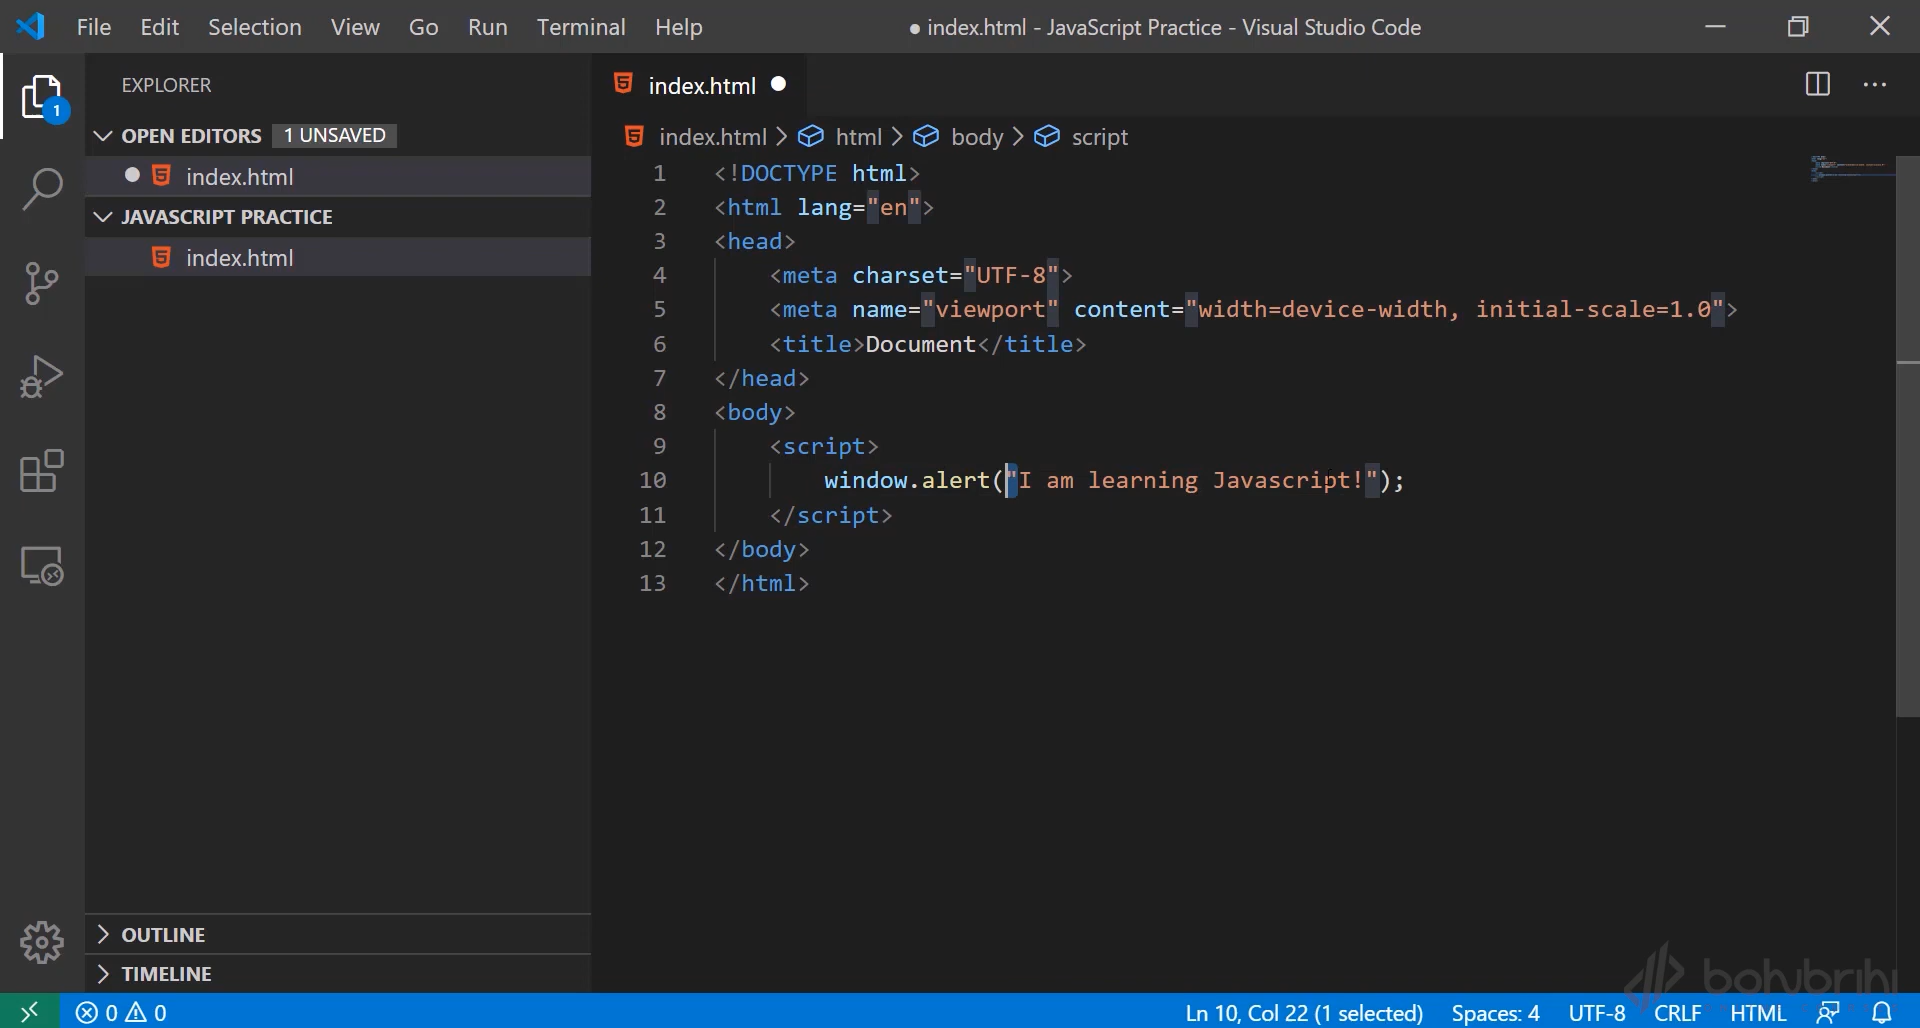 File Edit Selection View Go Run Terminal Help
● index.html - JavaScript Practice - Visual Studio Code
EXPLORER
1
OPEN EDITORS 1 UNSAVED
index.html
JAVASCRIPT PRACTICE
index.html
OUTLINE
TIMELINE
index.html
index.html > html > body > script
1 <!DOCTYPE html>
2 <html lang="en">
3 <head>
4 <meta charset="UTF-8">
5 <meta name="viewport" content="width=device-width, initial-scale=1.0">
6 <title>Document</title>
7 </head>
8 <body>
9 <script>
10 window.alert("I am learning Javascript!");
11 </script>
12 </body>
13 </html>
bohubrihi
0 0
Ln 10, Col 22 (1 selected) Spaces: 4 UTF-8 CRLF HTML